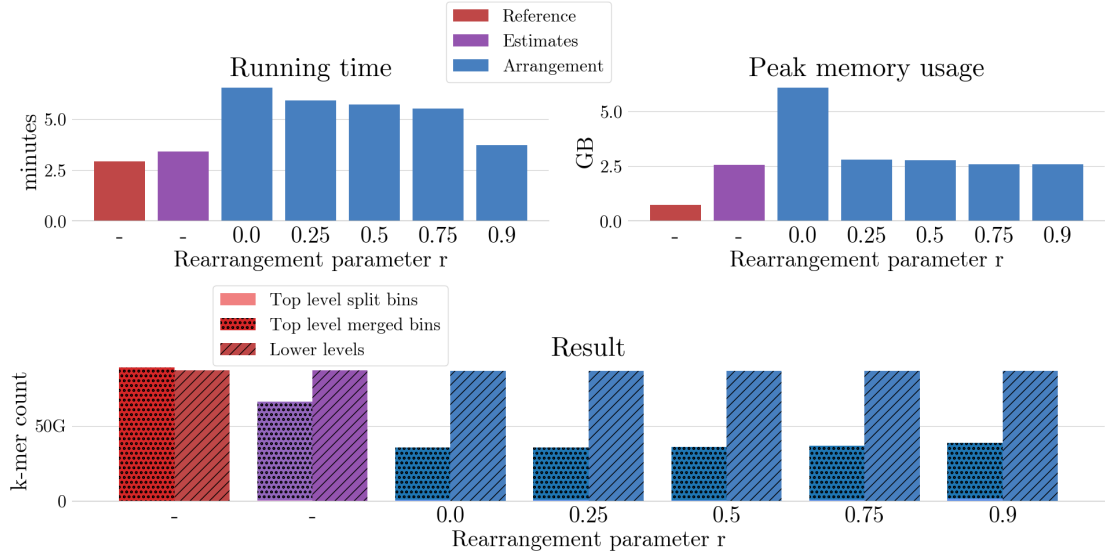 Reference
Estimates
Arrangement
Running time
minutes
5.0
2.5
0.0
- - 0.0 0.25 0.5 0.75 0.9
Rearrangement parameter r
Peak memory usage
GB
5.0
2.5
0.0
- - 0.0 0.25 0.5 0.75 0.9
Rearrangement parameter r
Top level split bins
Top level merged bins
Lower levels
Result
k-mer count
50G
0
- - 0.0 0.25 0.5 0.75 0.9
Rearrangement parameter r